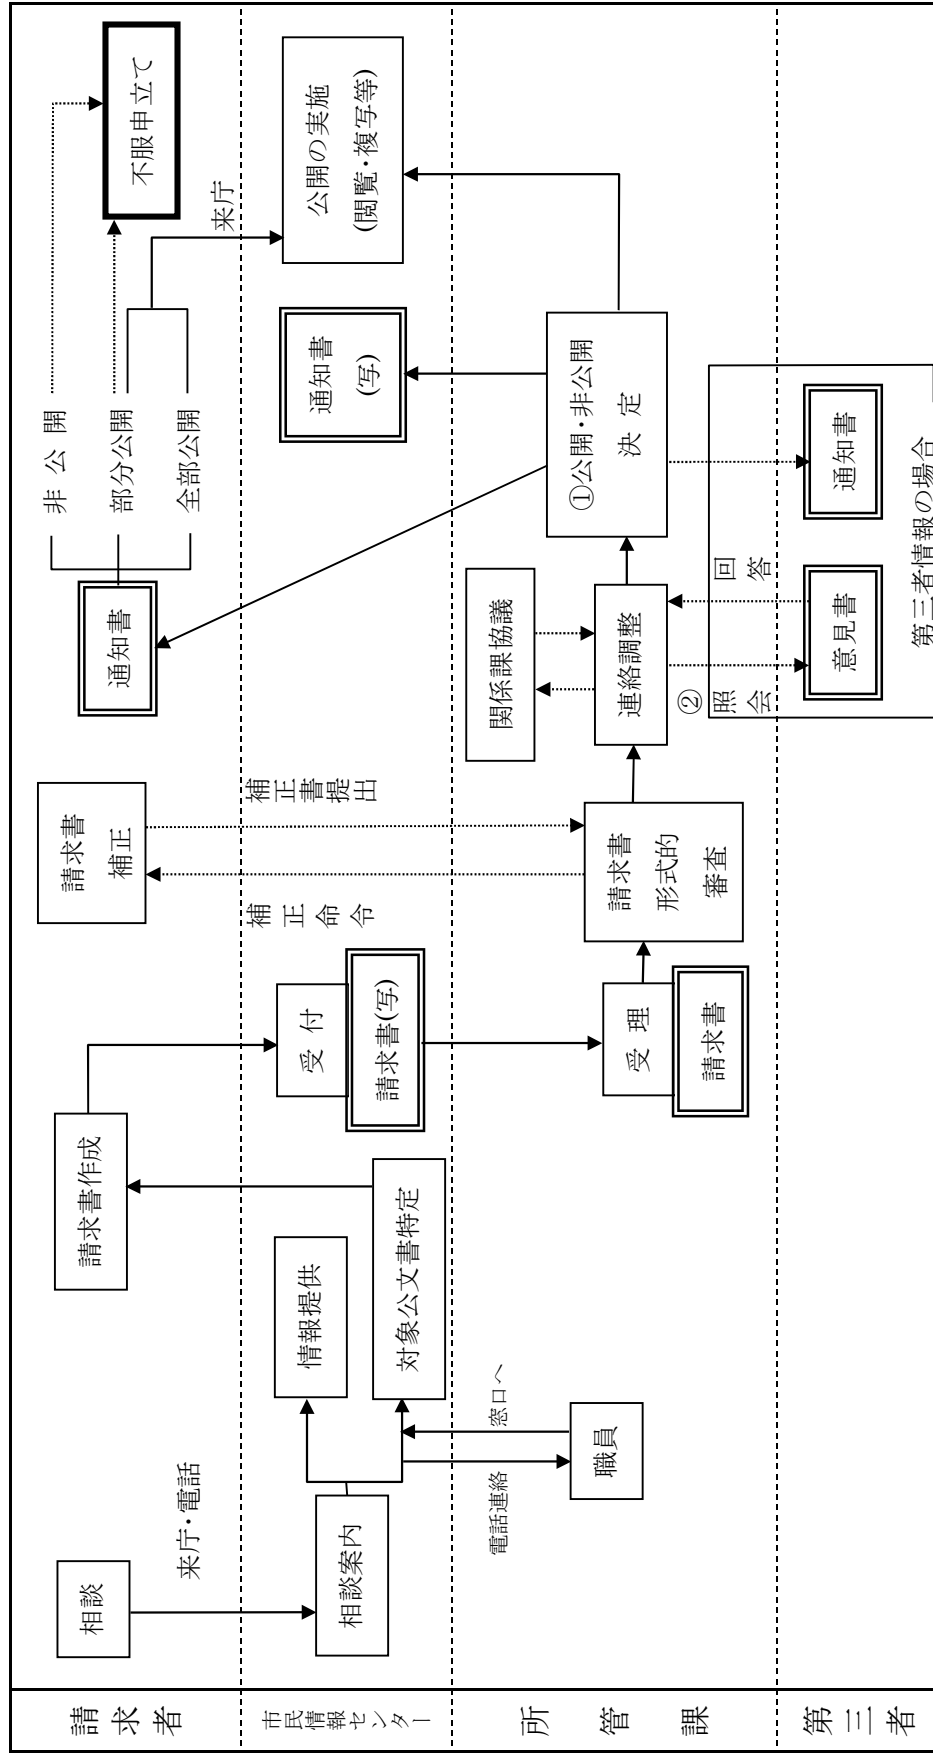 請求者
市民情報センター
所管課
第三者
相談
来庁・電話
相談案内
情報提供
対象公文書特定
電話連絡
窓口へ
職員
請求書作成
受付
請求書(写)
受理
請求書
請求書
補正
補正命令
補正書提出
請求書
形式的
審査
関係課協議
連絡調整
②
照会
回答
意見書
通知書
第三者情報の場合
①公開・非公開
決定
通知書
通知書
(写)
非公開
部分公開
全部公開
来庁
不服申立て
公開の実施
(閲覧・複写等)